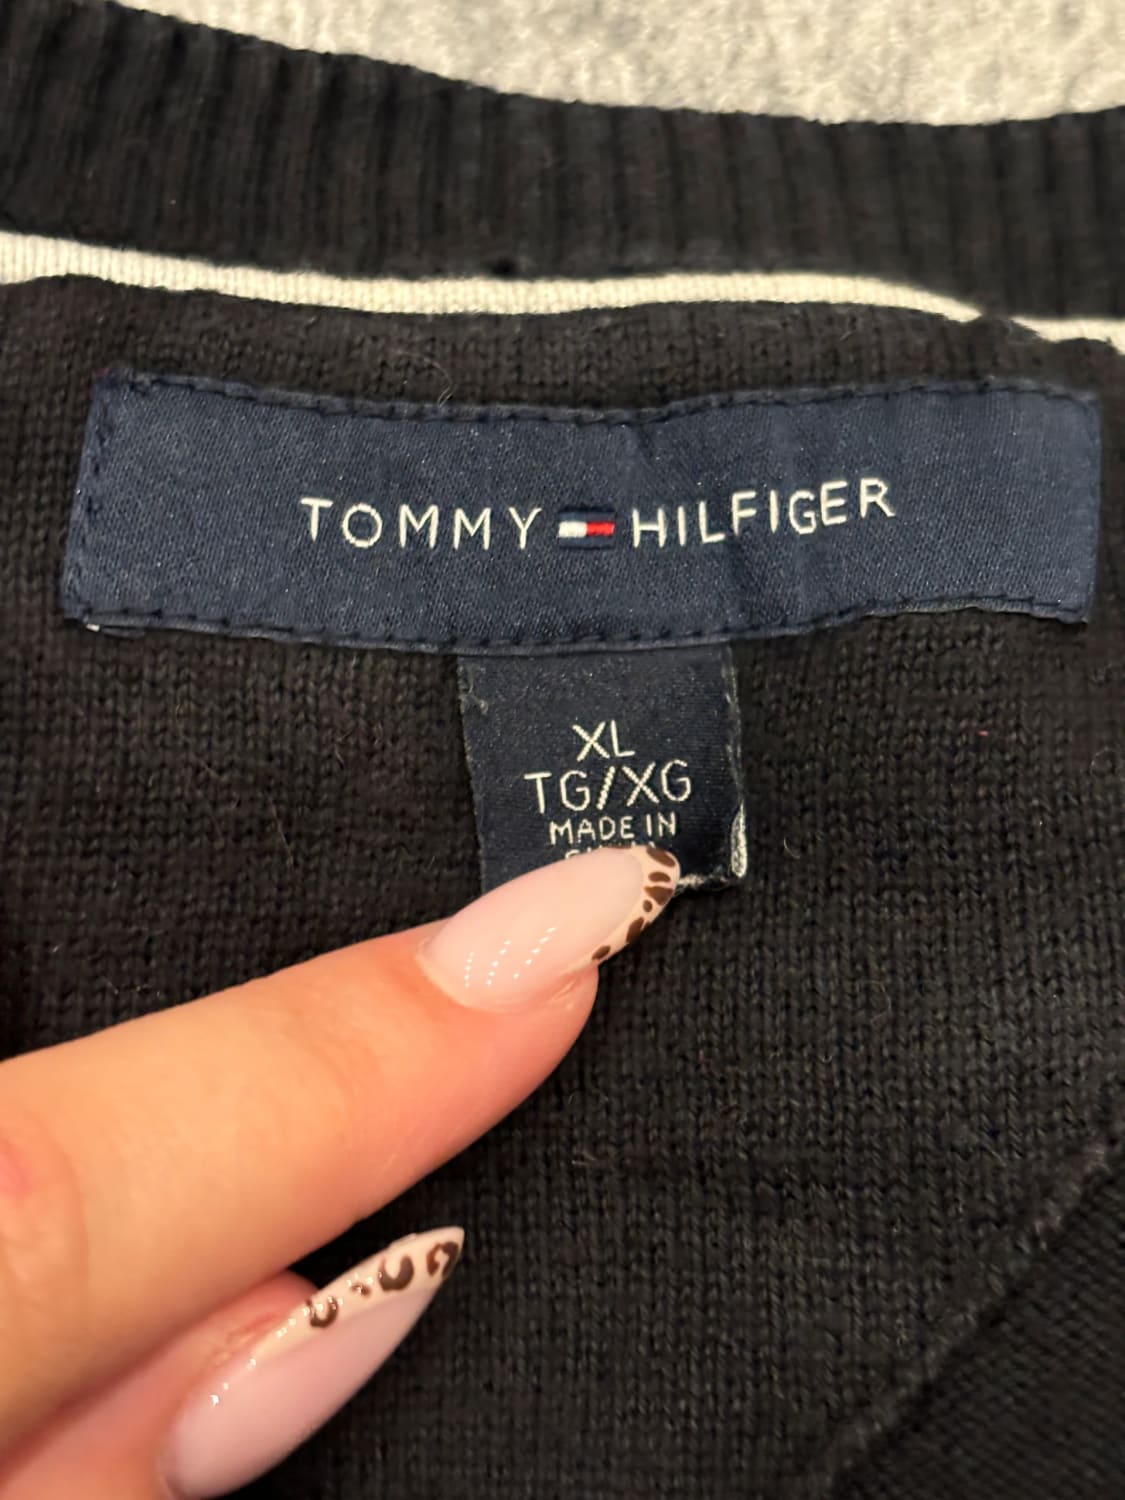 TOMMY HILFIGER
XL
TG/XG
MADE IN